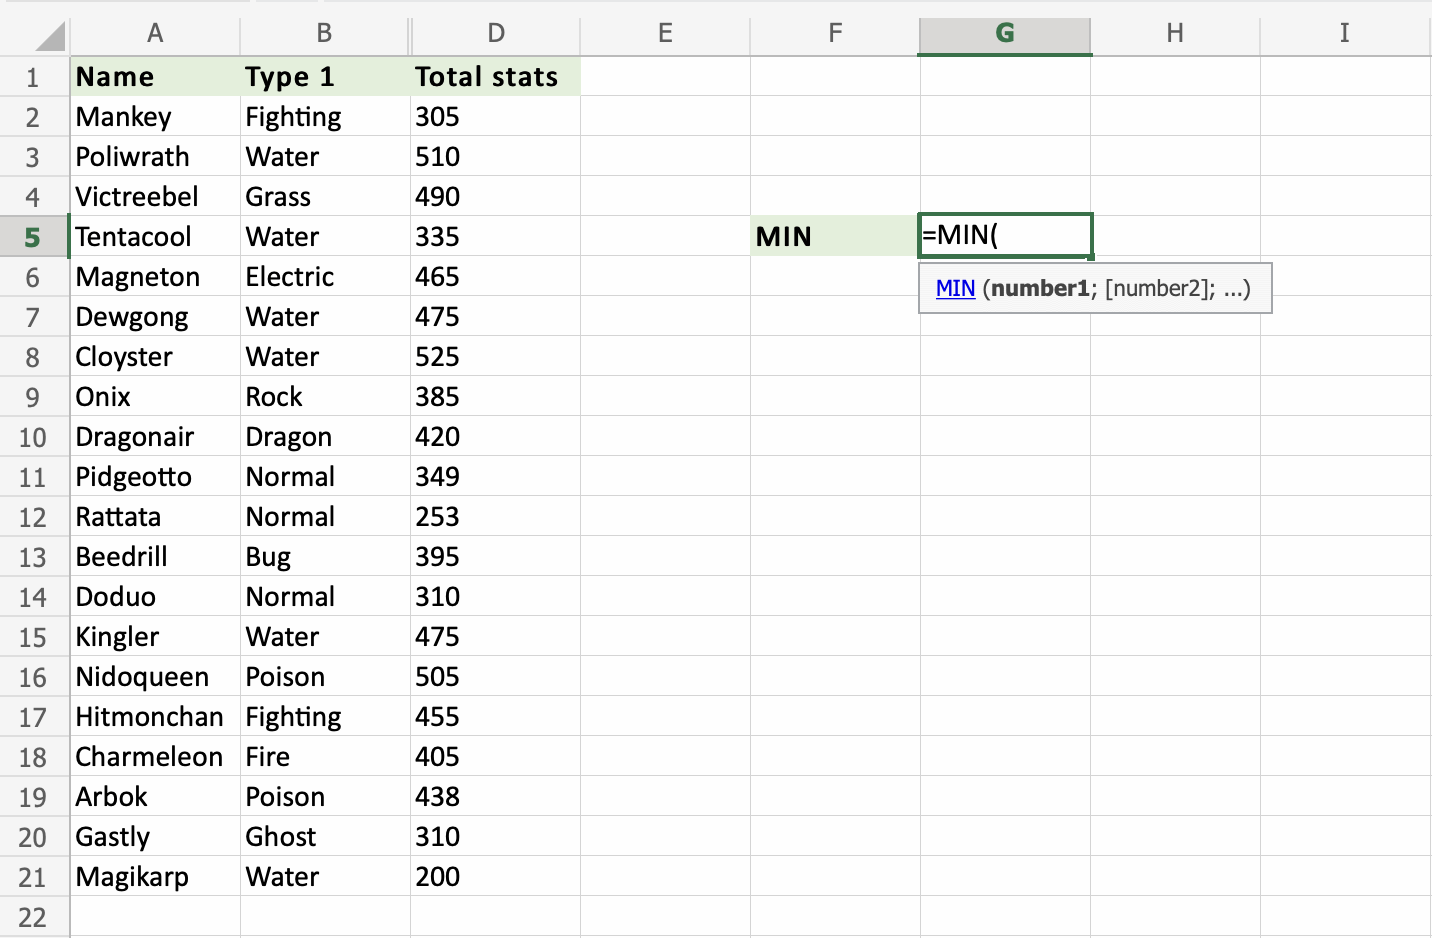 A B D E F G H I
1 Name Type 1 Total stats
2 Mankey Fighting 305
3 Poliwrath Water 510
4 Victreebel Grass 490
5 Tentacool Water 335 MIN =MIN(
6 Magneton Electric 465 MIN (number1; [number2]; ...)
7 Dewgong Water 475
8 Cloyster Water 525
9 Onix Rock 385
10 Dragonair Dragon 420
11 Pidgeotto Normal 349
12 Rattata Normal 253
13 Beedrill Bug 395
14 Doduo Normal 310
15 Kingler Water 475
16 Nidoqueen Poison 505
17 Hitmonchan Fighting 455
18 Charmeleon Fire 405
19 Arbok Poison 438
20 Gastly Ghost 310
21 Magikarp Water 200
22